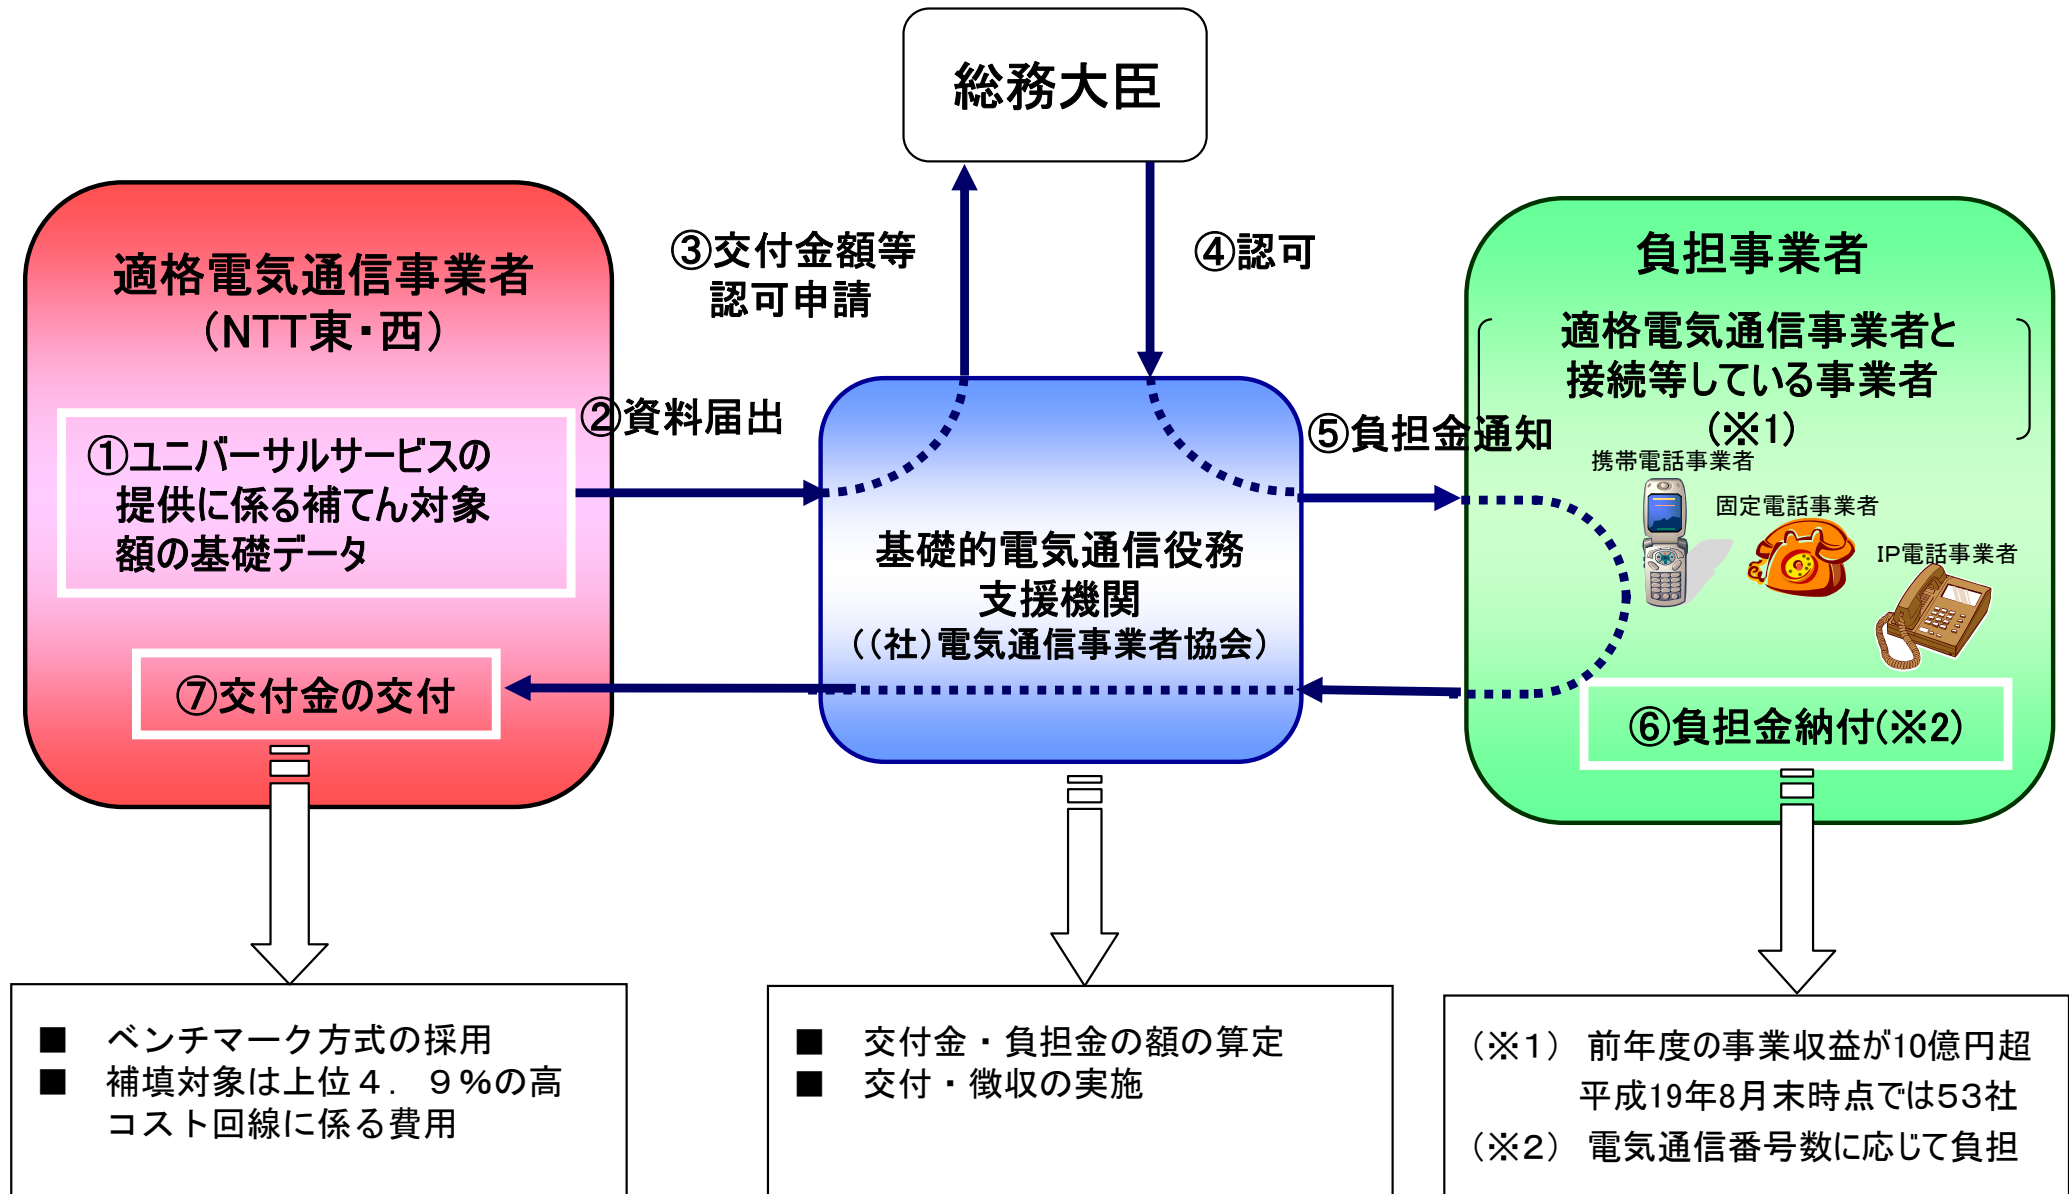 総務大臣
適格電気通信事業者
（NTT東・西）
①ユニバーサルサービスの
提供に係る補てん対象
額の基礎データ
⑦交付金の交付
②資料届出
③交付金額等
認可申請
④認可
基礎的電気通信役務
支援機関
（（社）電気通信事業者協会）
⑤負担金通知
負担事業者
適格電気通信事業者と
接続等している事業者
（※1）
携帯電話事業者
固定電話事業者
IP電話事業者
⑥負担金納付(※2)
■ ベンチマーク方式の採用
■ 補填対象は上位４．９％の高
コスト回線に係る費用
■ 交付金・負担金の額の算定
■ 交付・徴収の実施
（※１） 前年度の事業収益が10億円超
平成19年8月末時点では５３社
（※２） 電気通信番号数に応じて負担